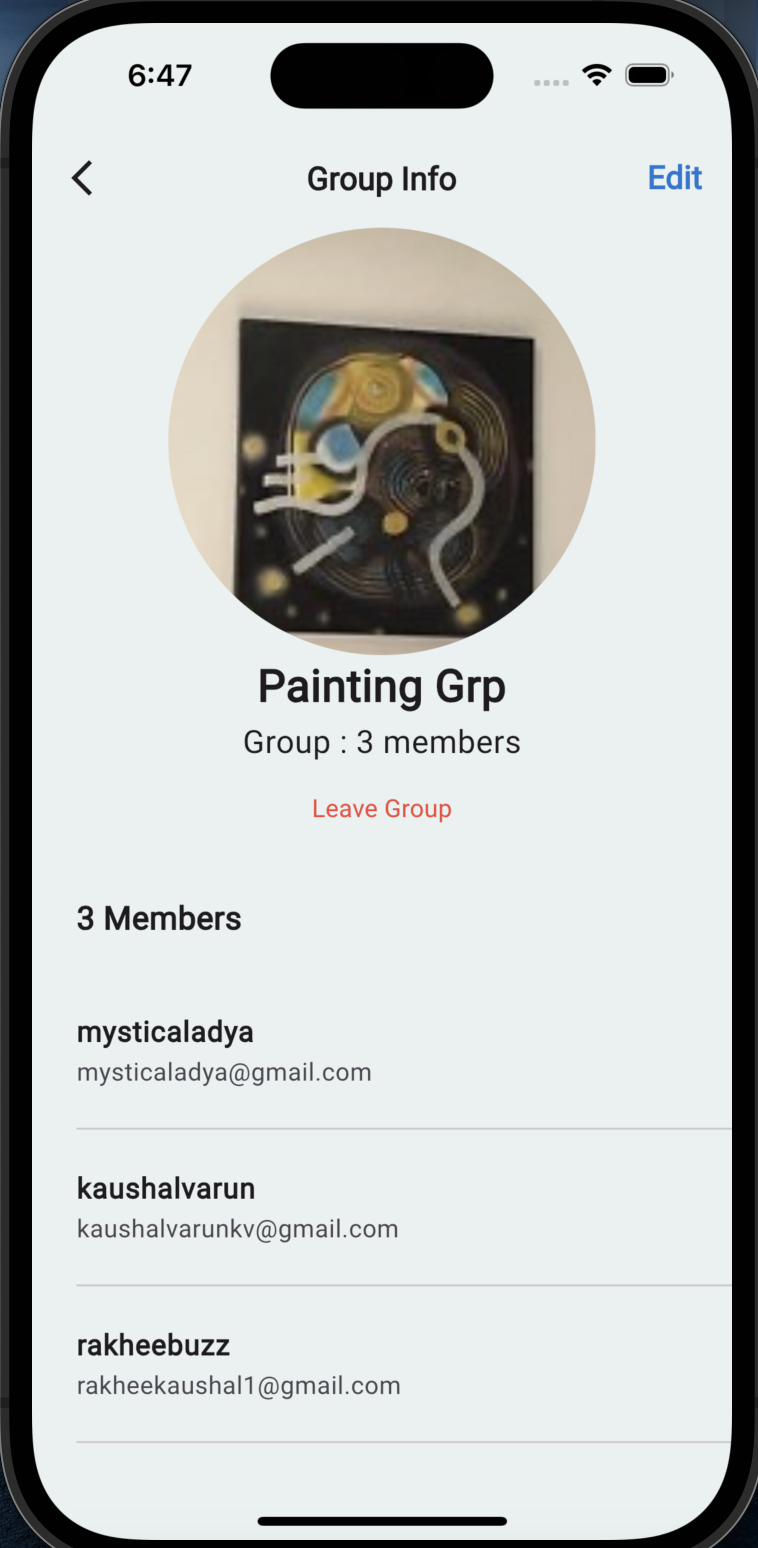 6:47
Group Info
Edit
Painting Grp
Group : 3 members
Leave Group
3 Members
mysticaladya
mysticaladya@gmail.com
kaushalvarun
kaushalvarunkv@gmail.com
rakheebuzz
rakheekaushal1@gmail.com